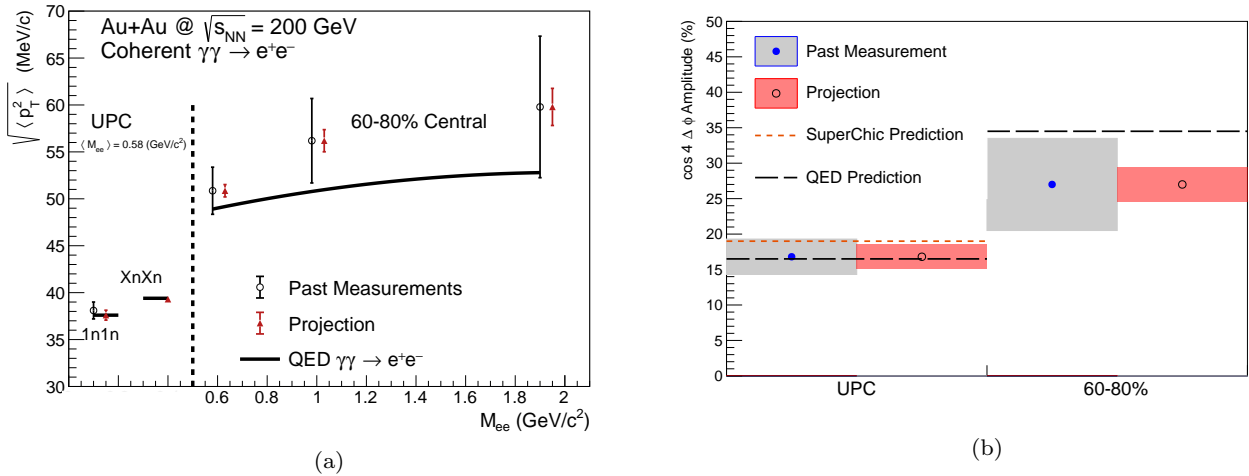 Au+Au @ √s_NN = 200 GeV
Coherent γγ → e⁺e⁻
√⟨p_T²⟩ (MeV/c)
70
65
60
55
50
45
40
35
30
UPC
⟨M_ee⟩ = 0.58 (GeV/c²)
60-80% Central
XnXn
1n1n
Past Measurements
Projection
QED γγ → e⁺e⁻
0.6 0.8 1 1.2 1.4 1.6 1.8 2
M_ee (GeV/c²)
(a)
cos 4 Δ ϕ Amplitude (%)
50
45
40
35
30
25
20
15
10
5
0
Past Measurement
Projection
SuperChic Prediction
QED Prediction
UPC 60-80%
(b)